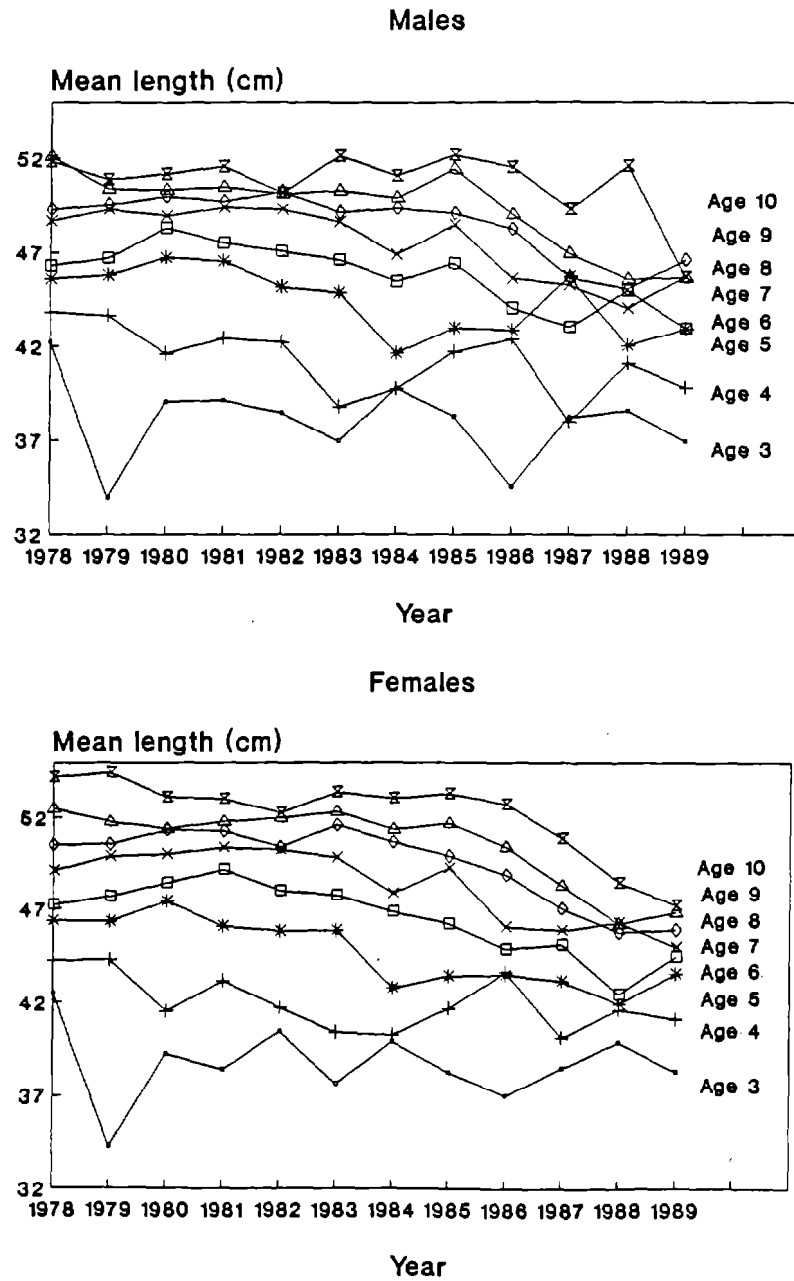 Males
Mean length (cm)
52
47
42
37
32
Age 10
Age 9
Age 8
Age 7
Age 6
Age 5
Age 4
Age 3
1978 1979 1980 1981 1982 1983 1984 1985 1986 1987 1988 1989
Year
Females
Mean length (cm)
52
47
42
37
32
Age 10
Age 9
Age 8
Age 7
Age 6
Age 5
Age 4
Age 3
1978 1979 1980 1981 1982 1983 1984 1985 1986 1987 1988 1989
Year